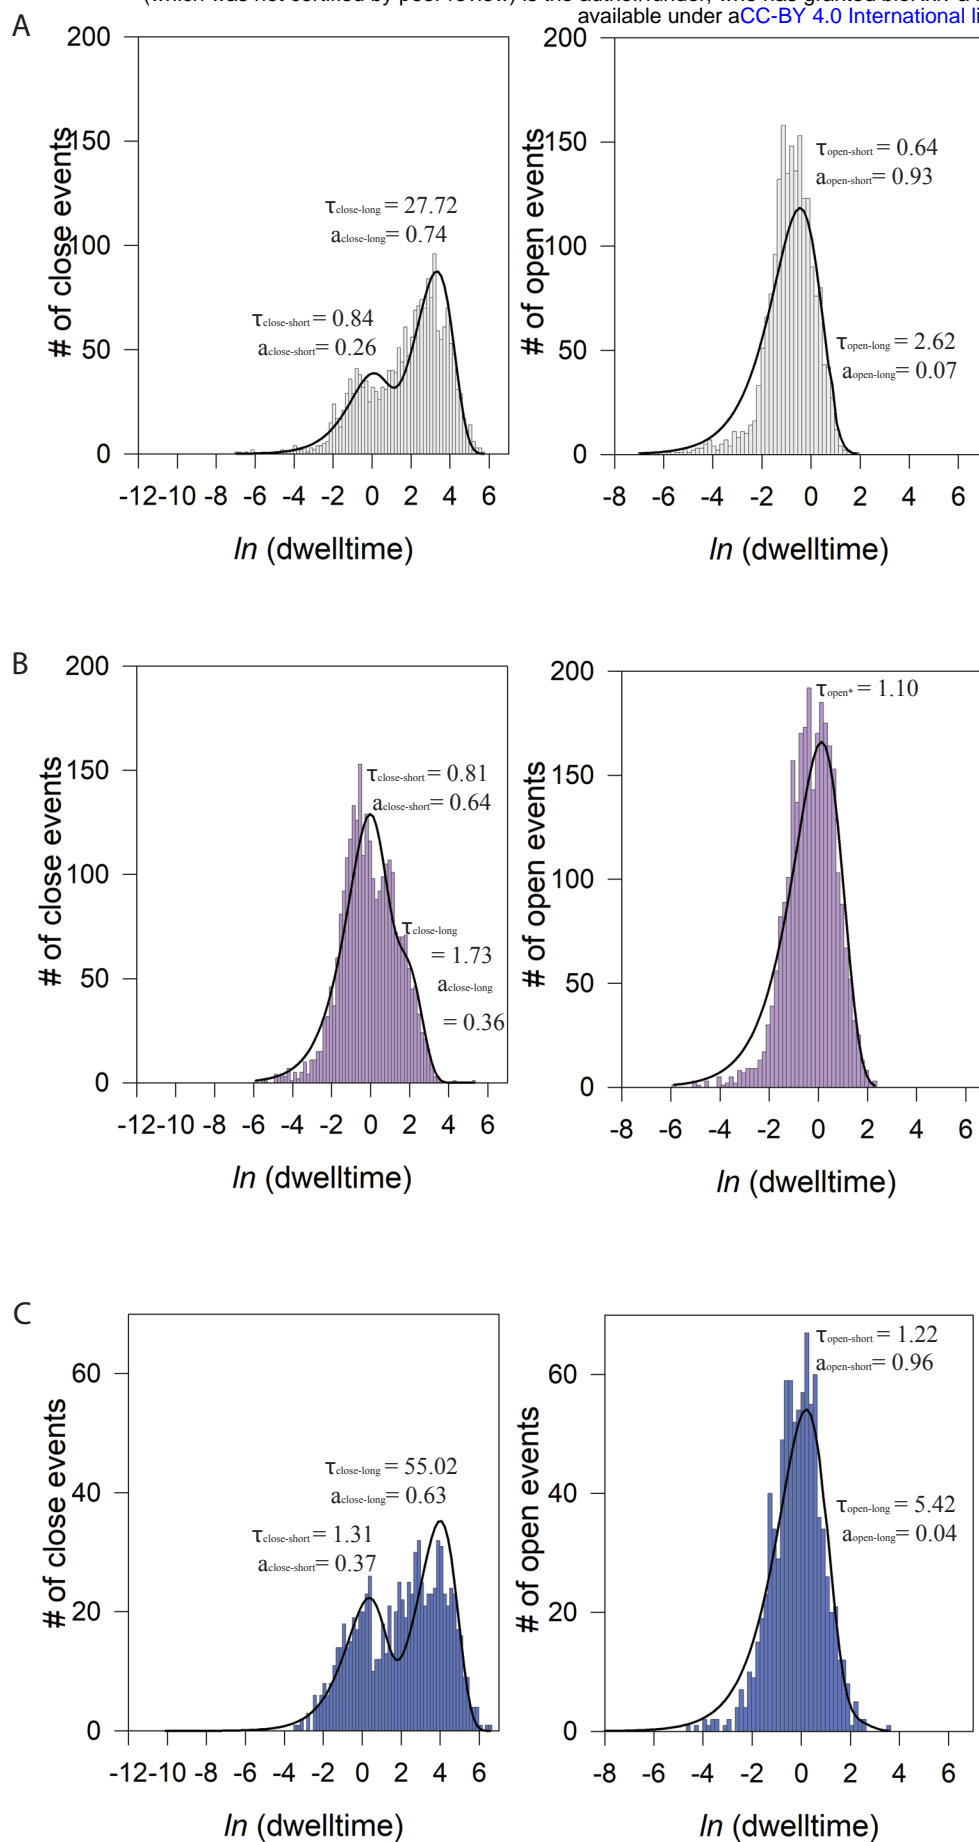 available under aCC-BY 4.0 International li
A
200
150
100
50
0
# of close events
τclose-long = 27.72
aclose-long= 0.74
τclose-short = 0.84
aclose-short= 0.26
-12-10 -8 -6 -4 -2 0 2 4 6
ln (dwelltime)
200
150
100
50
0
# of open events
τopen-short = 0.64
aopen-short= 0.93
τopen-long = 2.62
aopen-long= 0.07
-8 -6 -4 -2 0 2 4 6
ln (dwelltime)
B
200
150
100
50
0
# of close events
τclose-short = 0.81
aclose-short= 0.64
τclose-long
= 1.73
aclose-long
= 0.36
-12-10 -8 -6 -4 -2 0 2 4 6
ln (dwelltime)
200
150
100
50
0
# of open events
τopen* = 1.10
-8 -6 -4 -2 0 2 4 6
ln (dwelltime)
C
60
40
20
0
# of close events
τclose-long = 55.02
aclose-long= 0.63
τclose-short = 1.31
aclose-short= 0.37
-12-10 -8 -6 -4 -2 0 2 4 6
ln (dwelltime)
60
40
20
0
# of open events
τopen-short = 1.22
aopen-short= 0.96
τopen-long = 5.42
aopen-long= 0.04
-8 -6 -4 -2 0 2 4 6
ln (dwelltime)